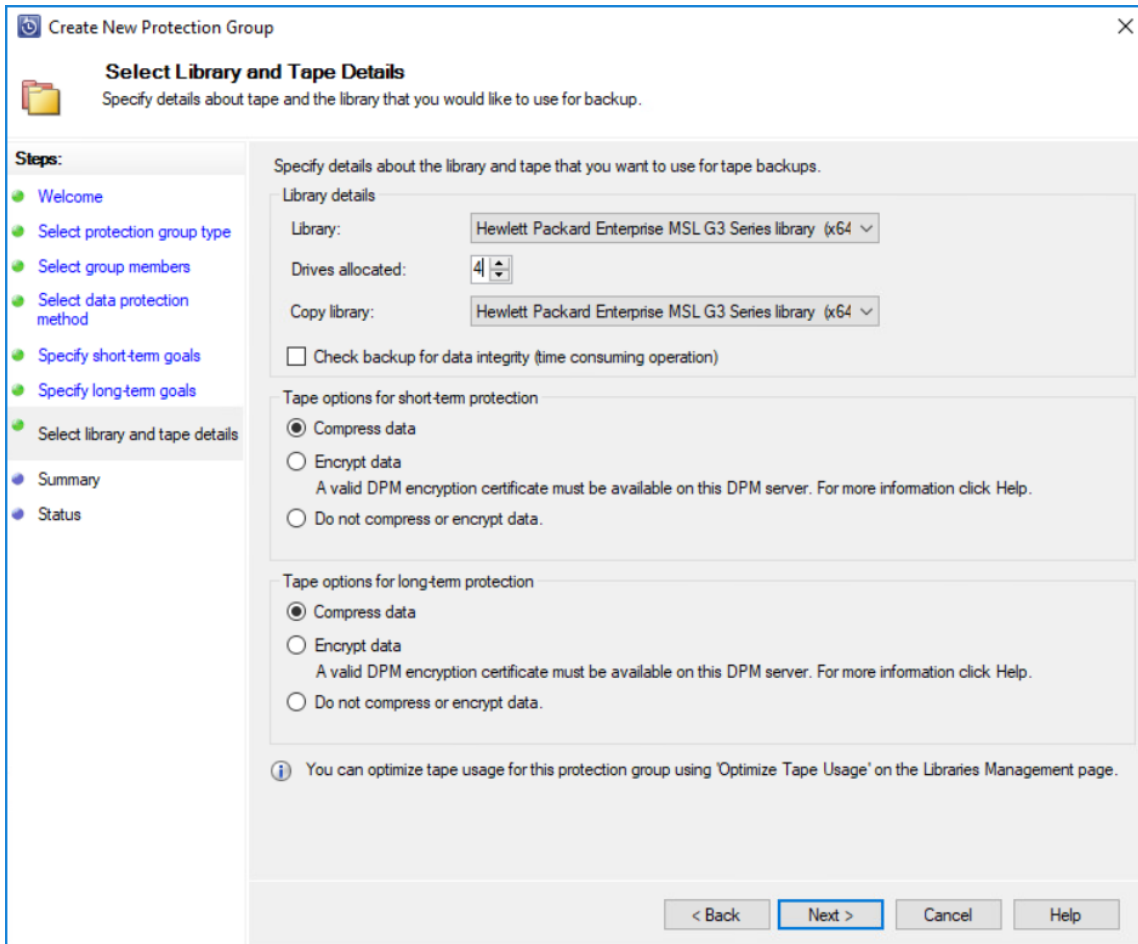 Create New Protection Group
Select Library and Tape Details
Specify details about tape and the library that you would like to use for backup.
Steps:
Welcome
Select protection group type
Select group members
Select data protection
method
Specify short-term goals
Specify long-term goals
Select library and tape details
Summary
Status
Specify details about the library and tape that you want to use for tape backups.
Library details
Library: Hewlett Packard Enterprise MSL G3 Series library (x64
Drives allocated: 4
Copy library: Hewlett Packard Enterprise MSL G3 Series library (x64
Check backup for data integrity (time consuming operation)
Tape options for short-term protection
Compress data
Encrypt data
A valid DPM encryption certificate must be available on this DPM server. For more information click Help.
Do not compress or encrypt data.
Tape options for long-term protection
Compress data
Encrypt data
A valid DPM encryption certificate must be available on this DPM server. For more information click Help.
Do not compress or encrypt data.
You can optimize tape usage for this protection group using 'Optimize Tape Usage' on the Libraries Management page.
< Back Next > Cancel Help